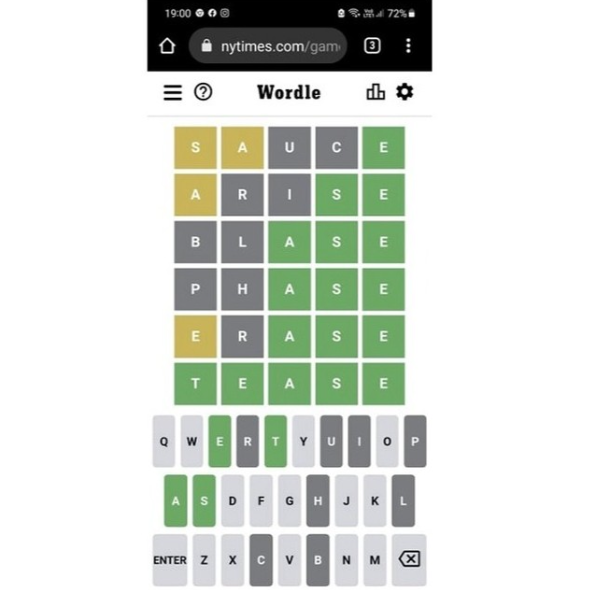 19:00 72%
nytimes.com/gam 3
Wordle
S A U C E
A R I S E
B L A S E
P H A S E
E R A S E
T E A S E
Q W E R T Y U I O P
A S D F G H J K L
ENTER Z X C V B N M